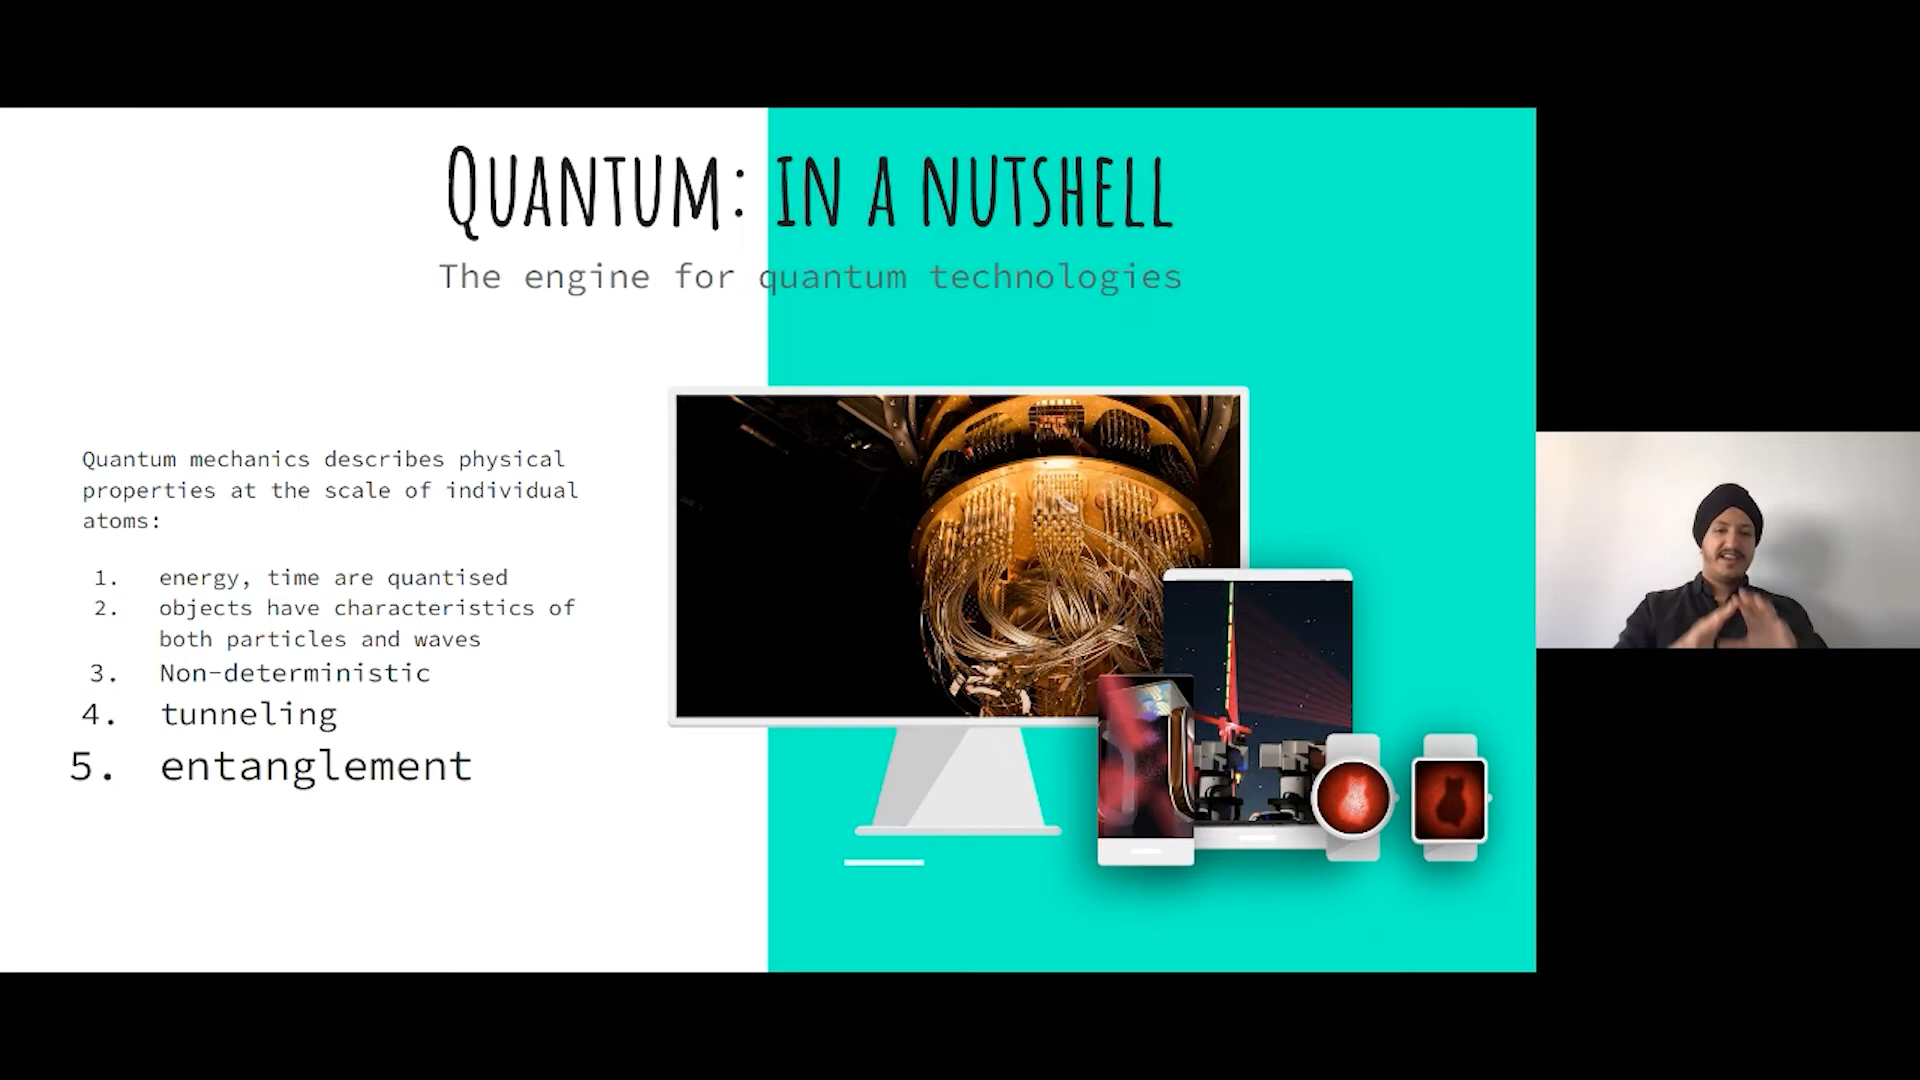 Quantum: in a nutshell
The engine for quantum technologies
Quantum mechanics describes physical
properties at the scale of individual
atoms:
1. energy, time are quantised
2. objects have characteristics of
both particles and waves
3. Non-deterministic
4. tunneling
5. entanglement